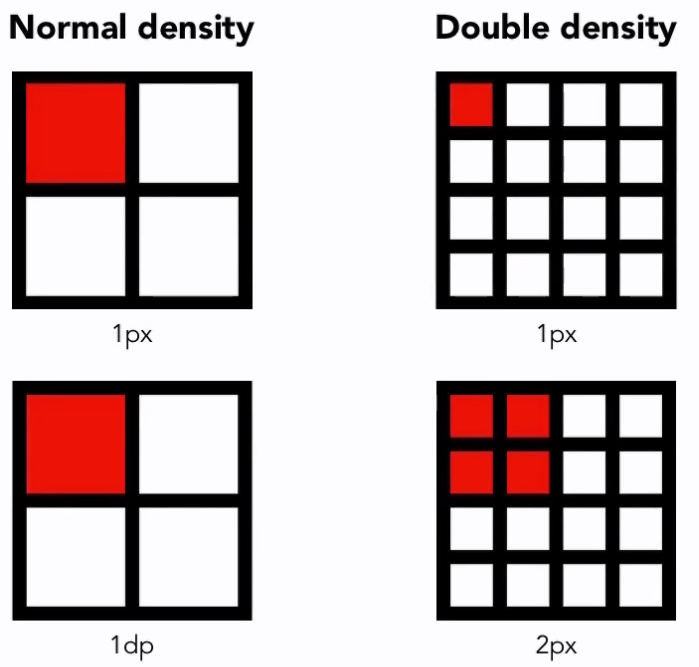 Normal density
Double density
1px
1px
1dp
2px